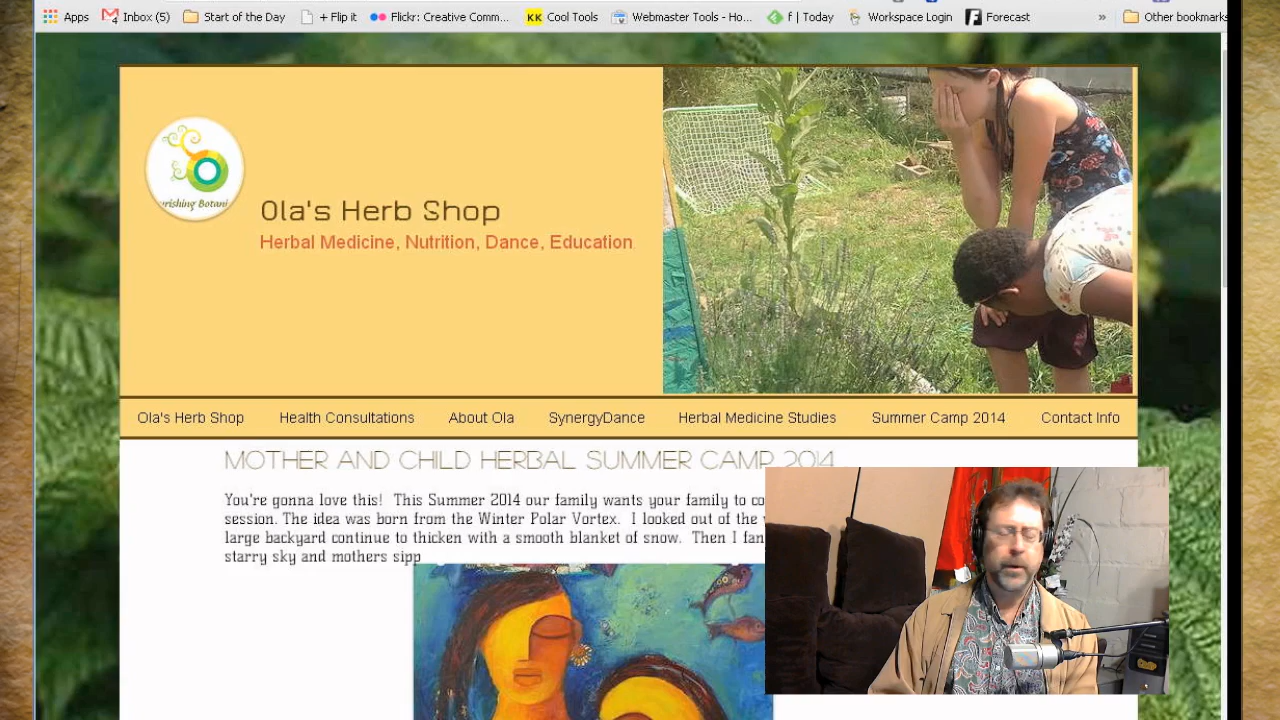 Apps Inbox (5) Start of the Day + Flip it Flickr: Creative Comm... KK Cool Tools Webmaster Tools - Ho... f | Today Workspace Login Forecast » Other bookmarks
Ola's Herb Shop
Herbal Medicine, Nutrition, Dance, Education
Ola's Herb Shop Health Consultations About Ola SynergyDance Herbal Medicine Studies Summer Camp 2014 Contact Info
MOTHER AND CHILD HERBAL SUMMER CAMP 2014
You're gonna love this! This Summer 2014 our family wants your family to co
session. The idea was born from the Winter Polar Vortex. I looked out of the
large backyard continue to thicken with a smooth blanket of snow. Then I fan
starry sky and mothers sipp